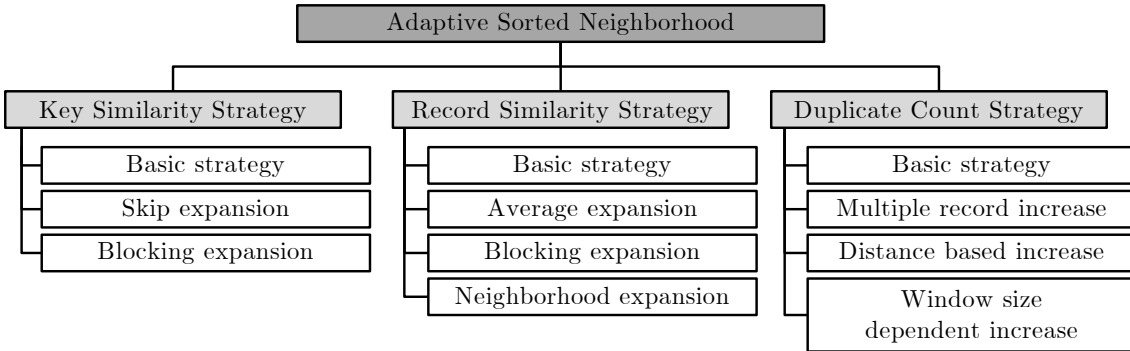 Adaptive Sorted Neighborhood
Key Similarity Strategy
Basic strategy
Skip expansion
Blocking expansion
Record Similarity Strategy
Basic strategy
Average expansion
Blocking expansion
Neighborhood expansion
Duplicate Count Strategy
Basic strategy
Multiple record increase
Distance based increase
Window size
dependent increase